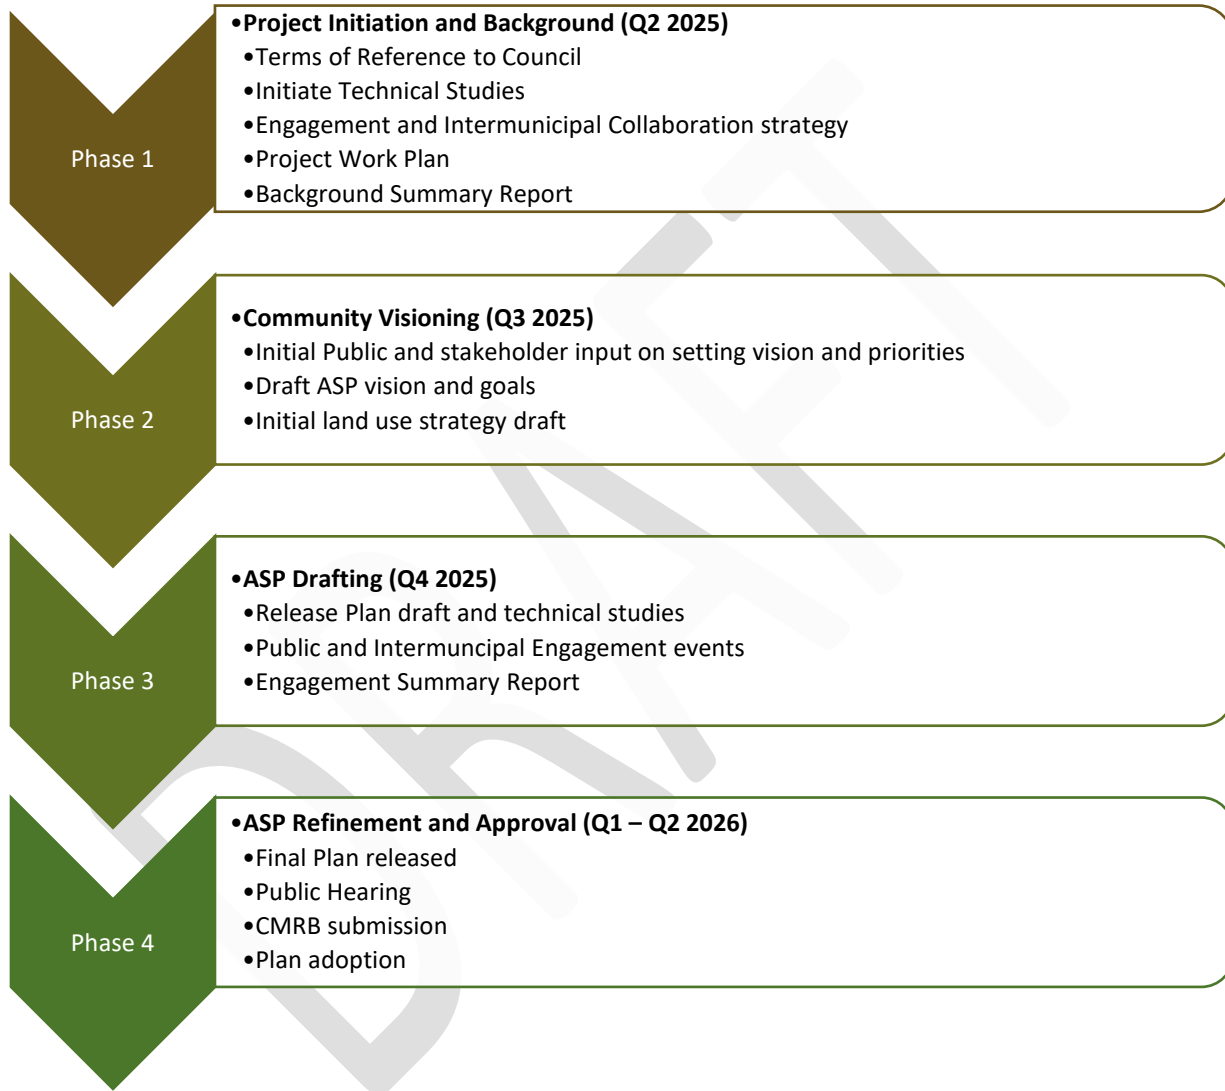 Phase 1
•Project Initiation and Background (Q2 2025)
•Terms of Reference to Council
•Initiate Technical Studies
•Engagement and Intermunicipal Collaboration strategy
•Project Work Plan
•Background Summary Report
Phase 2
•Community Visioning (Q3 2025)
•Initial Public and stakeholder input on setting vision and priorities
•Draft ASP vision and goals
•Initial land use strategy draft
Phase 3
•ASP Drafting (Q4 2025)
•Release Plan draft and technical studies
•Public and Intermuncipal Engagement events
•Engagement Summary Report
Phase 4
•ASP Refinement and Approval (Q1 – Q2 2026)
•Final Plan released
•Public Hearing
•CMRB submission
•Plan adoption
DRAFT